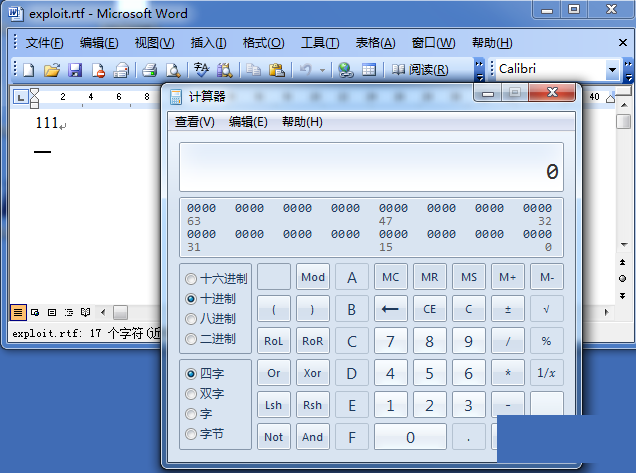 exploit.rtf - Microsoft Word
文件(F) 编辑(E) 视图(V) 插入(I) 格式(O) 工具(T) 表格(A) 窗口(W) 帮助(H)
阅读(R) Calibri
L 2 4 6 8 40
111
计算器
查看(V) 编辑(E) 帮助(H)
0
0000 0000 0000 0000 0000 0000 0000 0000
63 47 32
0000 0000 0000 0000 0000 0000 0000 0000
31 15 0
十六进制 Mod A MC MR MS M+ M-
十进制
八进制 ( ) B ← CE C ± √
二进制 RoL RoR C 7 8 9 / %
四字 Or Xor D 4 5 6 * 1/x
双字
字 Lsh Rsh E 1 2 3 -
字节 Not And F 0 .
exploit.rtf: 17 个字符(近